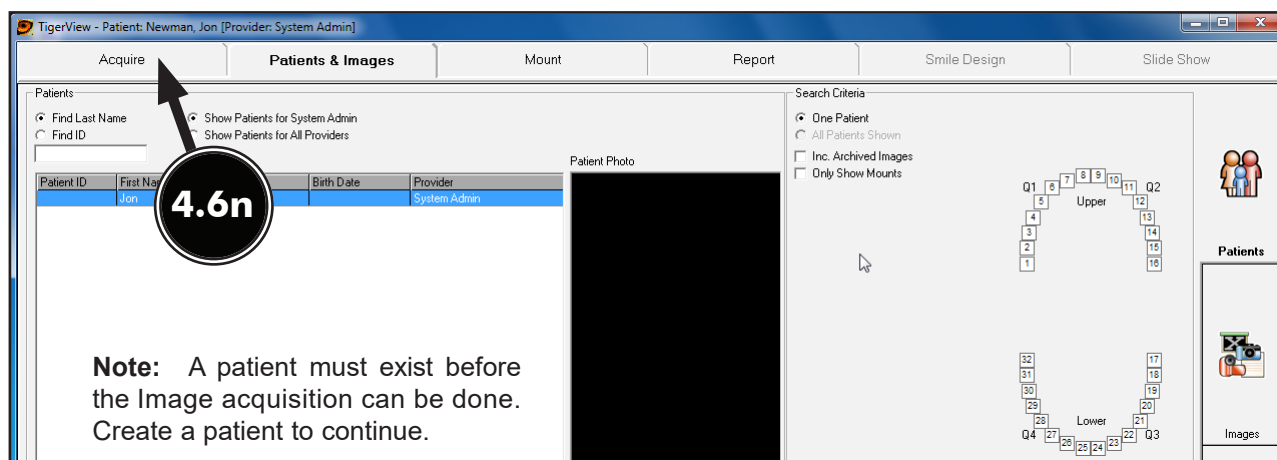 TigerView - Patient: Newman, Jon [Provider: System Admin]
Acquire Patients & Images Mount Report Smile Design Slide Show
Patients
Find Last Name
Find ID
Show Patients for System Admin
Show Patients for All Providers
Patient ID First Birth Date Provider
Jon System Admin
4.6n
Note: A patient must exist before
the Image acquisition can be done.
Create a patient to continue.
Patient Photo
Search Criteria
One Patient
All Patients Shown
Inc. Archived Images
Only Show Mounts
Q1 6 7 8 9 10 11 Q2
5 Upper 12
4 13
3 14
2 15
1 16
32 17
31 18
30 19
29 20
28 Lower 21
Q4 27 26 25 24 23 22 Q3
Patients
Images